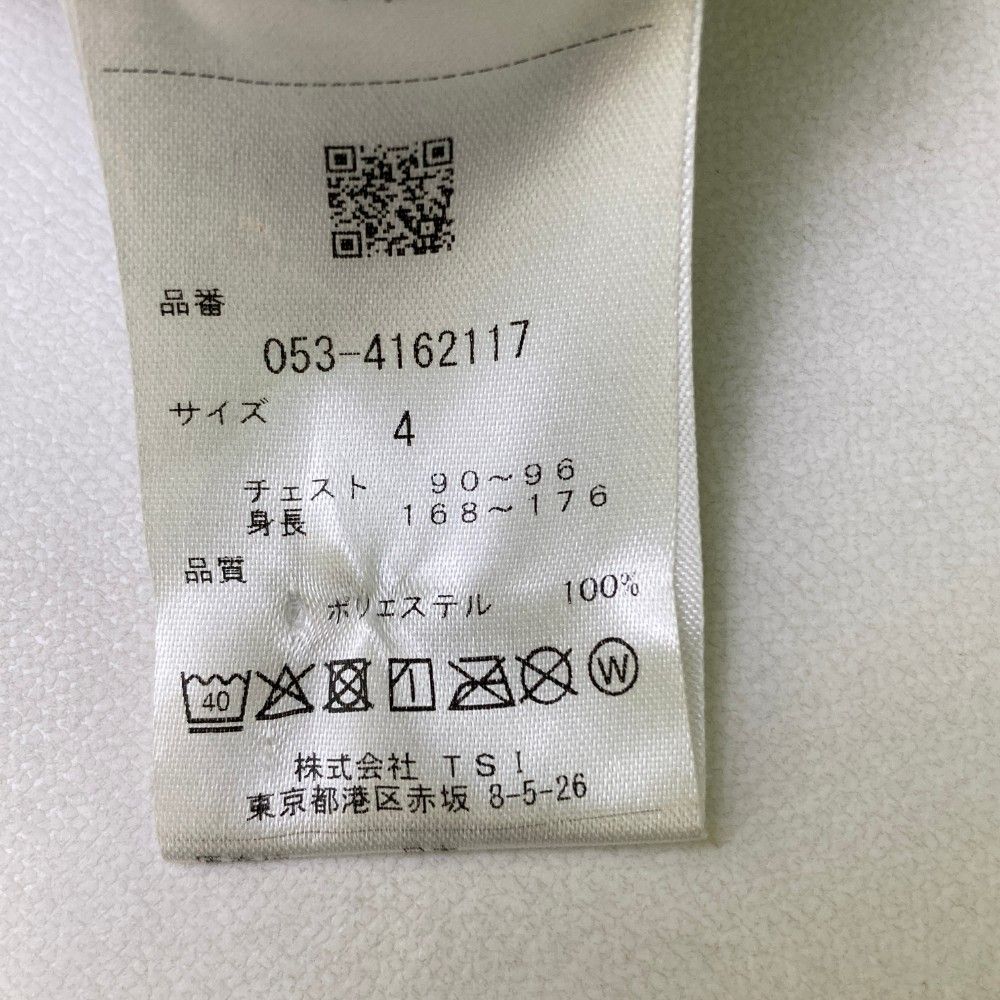 品番
053-4162117
サイズ
4
チェスト 90～96
身長 168～176
品質
ポリエステル 100%
40
W
株式会社 TSI
東京都港区赤坂 8-5-26